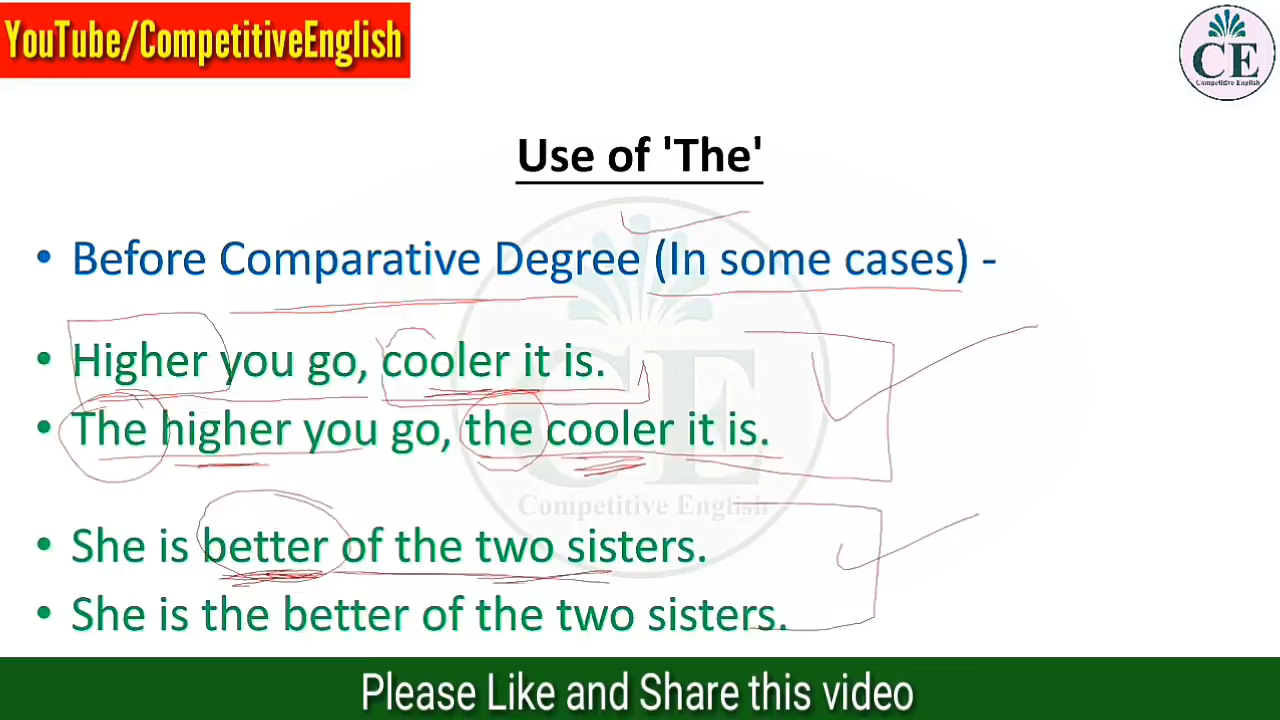 YouTube/CompetitiveEnglish
CE
Competitive English
Use of 'The'
• Before Comparative Degree (In some cases) -
• Higher you go, cooler it is.
• The higher you go, the cooler it is.
CE
Competitive English
• She is better of the two sisters.
• She is the better of the two sisters.
Please Like and Share this video